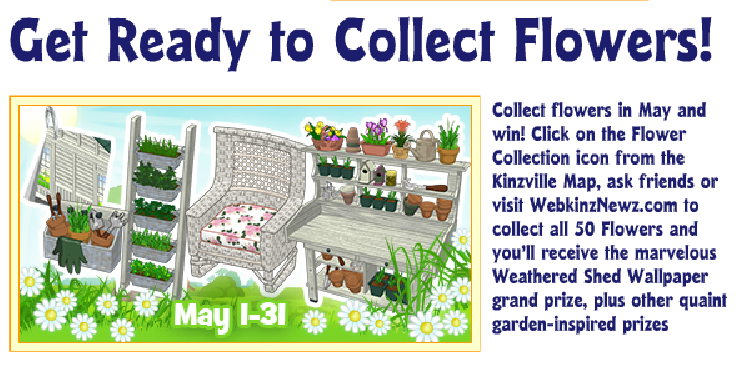 Get Ready to Collect Flowers!
Collect flowers in May and
win! Click on the Flower
Collection icon from the
Kinzville Map, ask friends or
visit WebkinzNewz.com to
collect all 50 Flowers and
you'll receive the marvelous
Weathered Shed Wallpaper
grand prize, plus other quaint
garden-inspired prizes
May 1-31